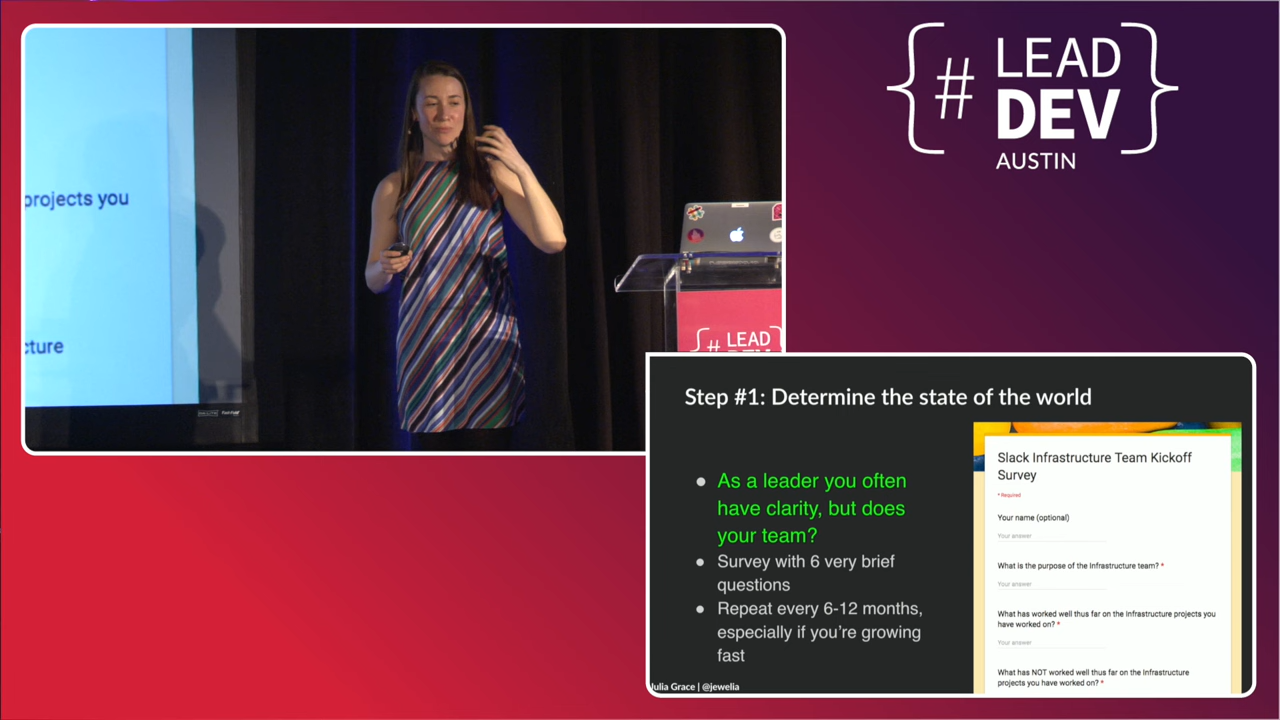 # LEAD
DEV
AUSTIN
projects you
cture
# LEAD
Step #1: Determine the state of the world
● As a leader you often
have clarity, but does
your team?
● Survey with 6 very brief
questions
● Repeat every 6-12 months,
especially if you're growing
fast
Julia Grace | @jewelia
Slack Infrastructure Team Kickoff
Survey
* Required
Your name (optional)
Your answer
What is the purpose of the Infrastructure team? *
Your answer
What has worked well thus far on the Infrastructure projects you
have worked on? *
Your answer
What has NOT worked well thus far on the Infrastructure
projects you have worked on? *